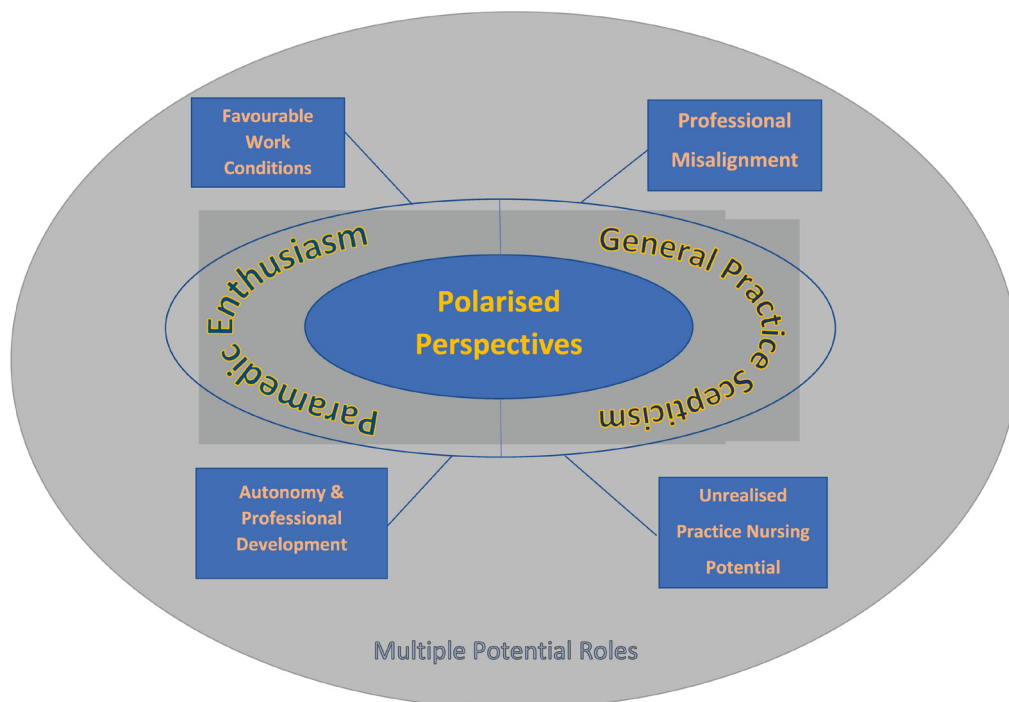 Favourable
Work
Conditions
Professional
Misalignment
Paramedic Enthusiasm
General Practice Scepticism
Polarised
Perspectives
Autonomy &
Professional
Development
Unrealised
Practice Nursing
Potential
Multiple Potential Roles